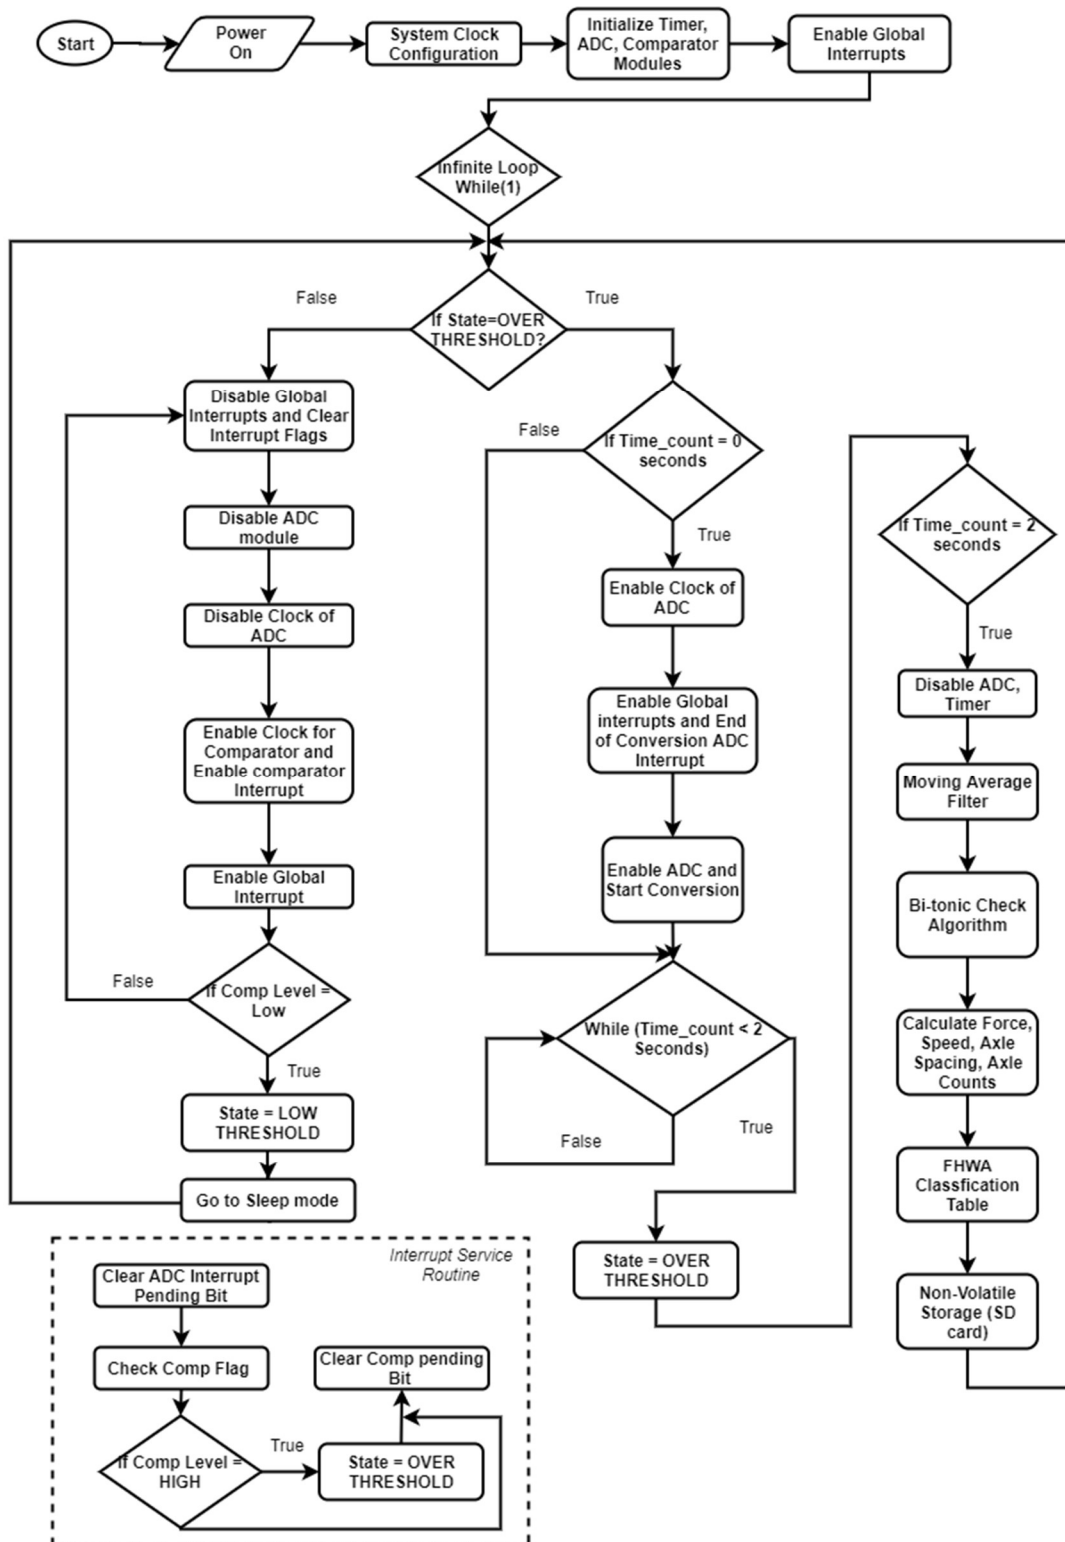 Start
Power
On
System Clock
Configuration
Initialize Timer,
ADC, Comparator
Modules
Enable Global
Interrupts
Infinite Loop
While(1)
False
True
If State=OVER
THRESHOLD?
Disable Global
Interrupts and Clear
Interrupt Flags
Disable ADC
module
Disable Clock of
ADC
Enable Clock for
Comparator and
Enable comparator
Interrupt
Enable Global
Interrupt
False
If Comp Level =
Low
True
State = LOW
THRESHOLD
Go to Sleep mode
False
If Time_count = 0
seconds
True
Enable Clock of
ADC
Enable Global
interrupts and End
of Conversion ADC
Interrupt
Enable ADC and
Start Conversion
While (Time_count < 2
Seconds)
False
True
State = OVER
THRESHOLD
If Time_count = 2
seconds
True
Disable ADC,
Timer
Moving Average
Filter
Bi-tonic Check
Algorithm
Calculate Force,
Speed, Axle
Spacing, Axle
Counts
FHWA
Classfication
Table
Non-Volatile
Storage (SD
card)
Interrupt Service
Routine
Clear ADC Interrupt
Pending Bit
Check Comp Flag
If Comp Level =
HIGH
True
State = OVER
THRESHOLD
Clear Comp pending
Bit